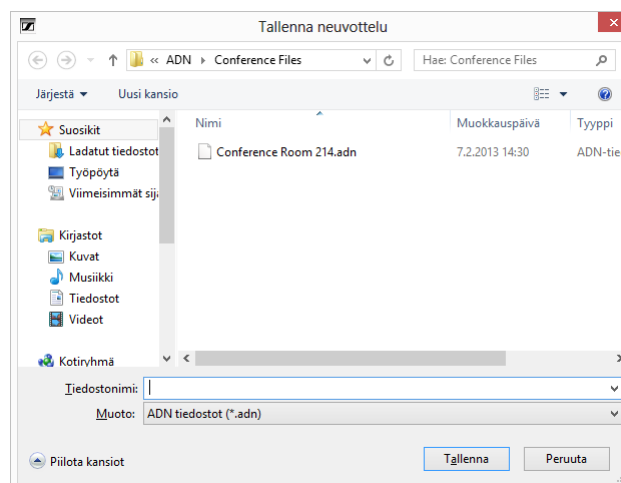 Tallenna neuvottelu
« ADN Conference Files
Hae: Conference Files
Järjestä Uusi kansio
Suosikit
Ladatut tiedostot
Työpöytä
Viimeisimmät sij
Kirjastot
Kuvat
Musiikki
Tiedostot
Videot
Kotiryhmä
Nimi Muokkauspäivä Tyyppi
Conference Room 214.adn 7.2.2013 14:30 ADN-tie
Tiedostonimi:
Muoto: ADN tiedostot (*.adn)
Piilota kansiot Tallenna Peruuta